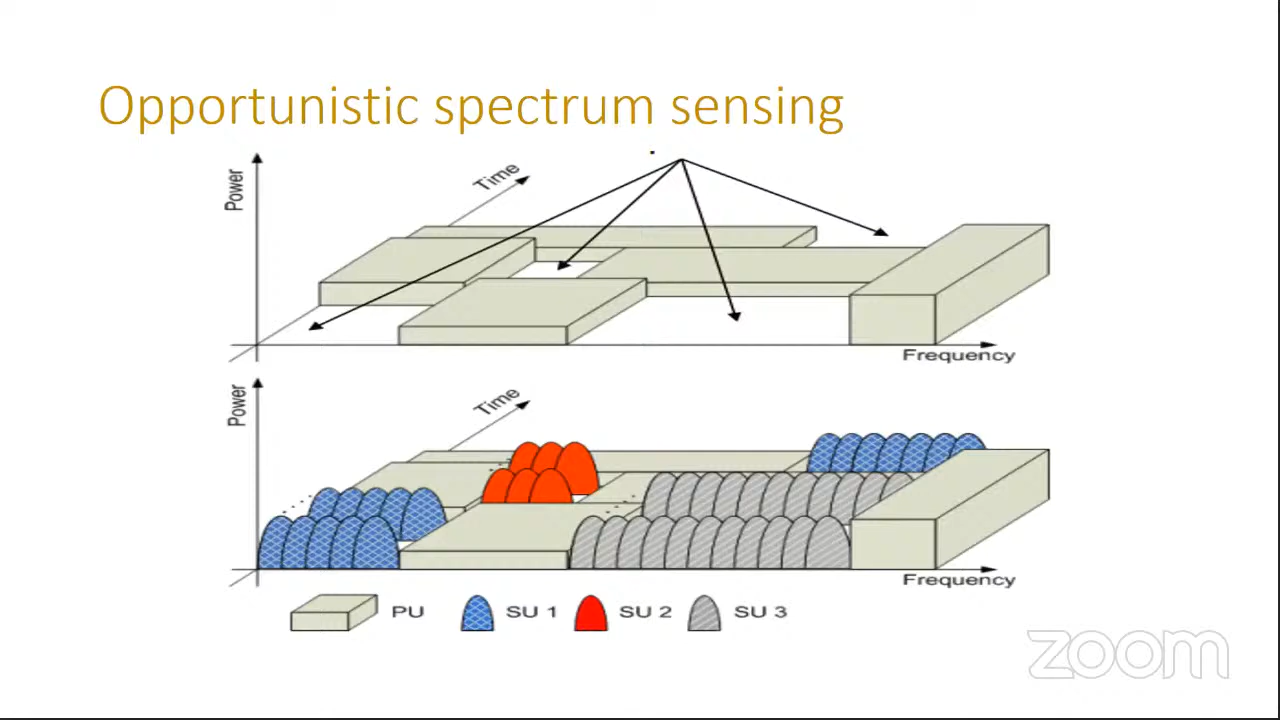 Opportunistic spectrum sensing
Power
Time
Frequency
Power
Time
Frequency
PU
SU 1
SU 2
SU 3
zoom